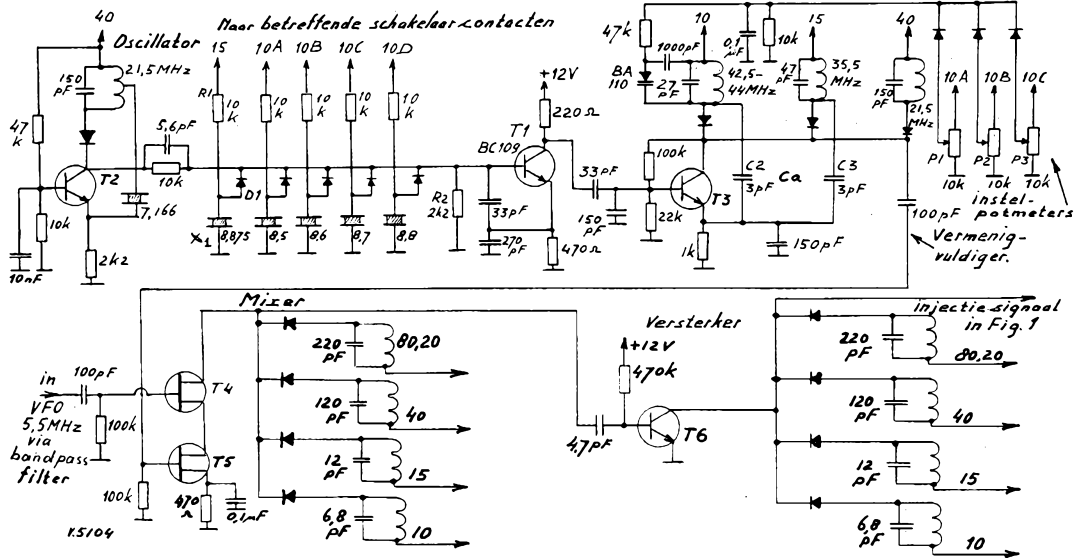 Naar betreffende schakelaar-contacten
40
Oscillator
15
10A
10B
10C
10D
150 pF
21,5MHz
47 k
5,6pF
10k
R1
10 k
10 k
10 k
10 k
10 k
T2
7,166
10k
2k2
10nF
D1
X1
8,875
8,5
8,6
8,7
8,8
R2
2k2
+12V
220Ω
T1
BC109
33pF
270 pF
470Ω
33pF
150 pF
47k
1000pF
BA 110
27 pF
10
42,5-44MHz
0,1 µF
10k
15
47 pF
35,5 MHz
40
150 pF
21,5 MHz
100k
22k
T3
1k
C2
3pF
Ca
C3
3pF
150pF
100pF
10A
10B
10C
P1
P2
P3
10k
10k
10k
instel-
potmeters
Vermenig-
vuldiger.
Mixer
in
VFO
5,5MHz
via
bandpass
filter
100pF
100k
T4
T5
100k
470 Ω
0,1µF
220 pF
80,20
120 pF
40
12 pF
15
6,8 pF
10
Versterker
+12V
470k
4,7pF
T6
injectie-signaal
in Fig.1
220 pF
80,20
120 pF
40
12 pF
15
6,8 pF
10
V.5104